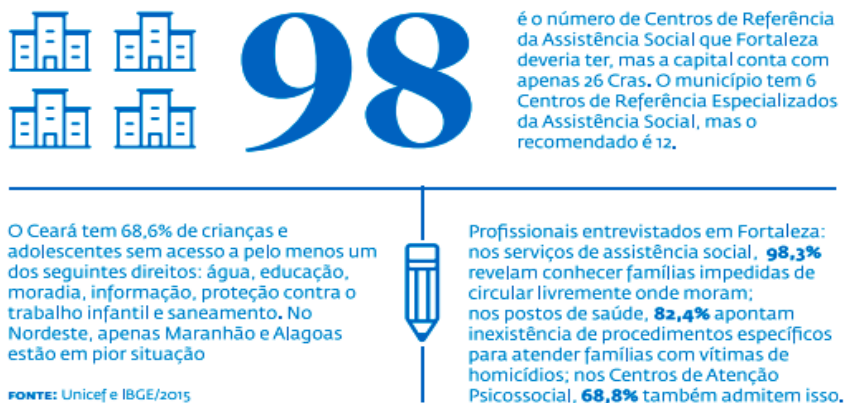 98
é o número de Centros de Referência
da Assistência Social que Fortaleza
deveria ter, mas a capital conta com
apenas 26 Cras. O município tem 6
Centros de Referência Especializados
da Assistência Social, mas o
recomendado é 12.
O Ceará tem 68,6% de crianças e
adolescentes sem acesso a pelo menos um
dos seguintes direitos: água, educação,
moradia, informação, proteção contra o
trabalho infantil e saneamento. No
Nordeste, apenas Maranhão e Alagoas
estão em pior situação
FONTE: Unicef e IBGE/2015
Profissionais entrevistados em Fortaleza:
nos serviços de assistência social, 98,3%
revelam conhecer famílias impedidas de
circular livremente onde moram;
nos postos de saúde, 82,4% apontam
inexistência de procedimentos específicos
para atender famílias com vítimas de
homicídios; nos Centros de Atenção
Psicossocial, 68,8% também admitem isso.